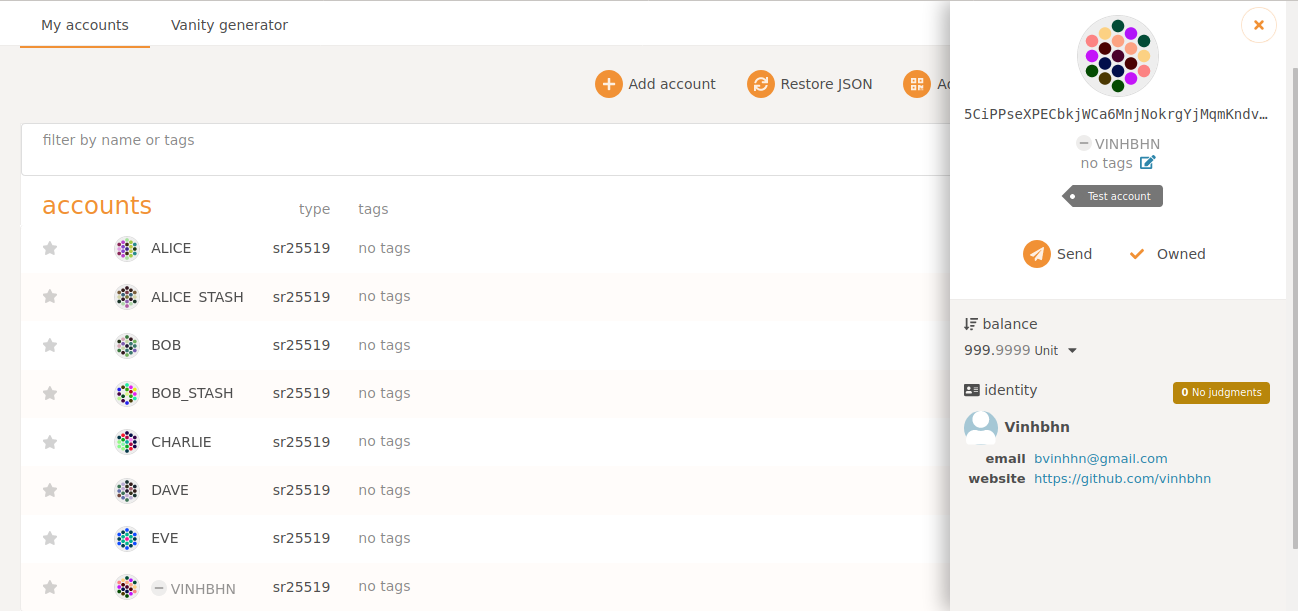 My accounts
Vanity generator
Add account
Restore JSON
filter by name or tags
accounts type tags
ALICE sr25519 no tags
ALICE_STASH sr25519 no tags
BOB sr25519 no tags
BOB_STASH sr25519 no tags
CHARLIE sr25519 no tags
DAVE sr25519 no tags
EVE sr25519 no tags
VINHBHN sr25519 no tags
5CiPPseXPECbkjWCa6MnjNokrgYjMqmKndv…
VINHBHN
no tags
Test account
Send
Owned
balance
999.9999 Unit
identity
0 No judgments
Vinhbhn
email bvinhhn@gmail.com
website https://github.com/vinhbhn